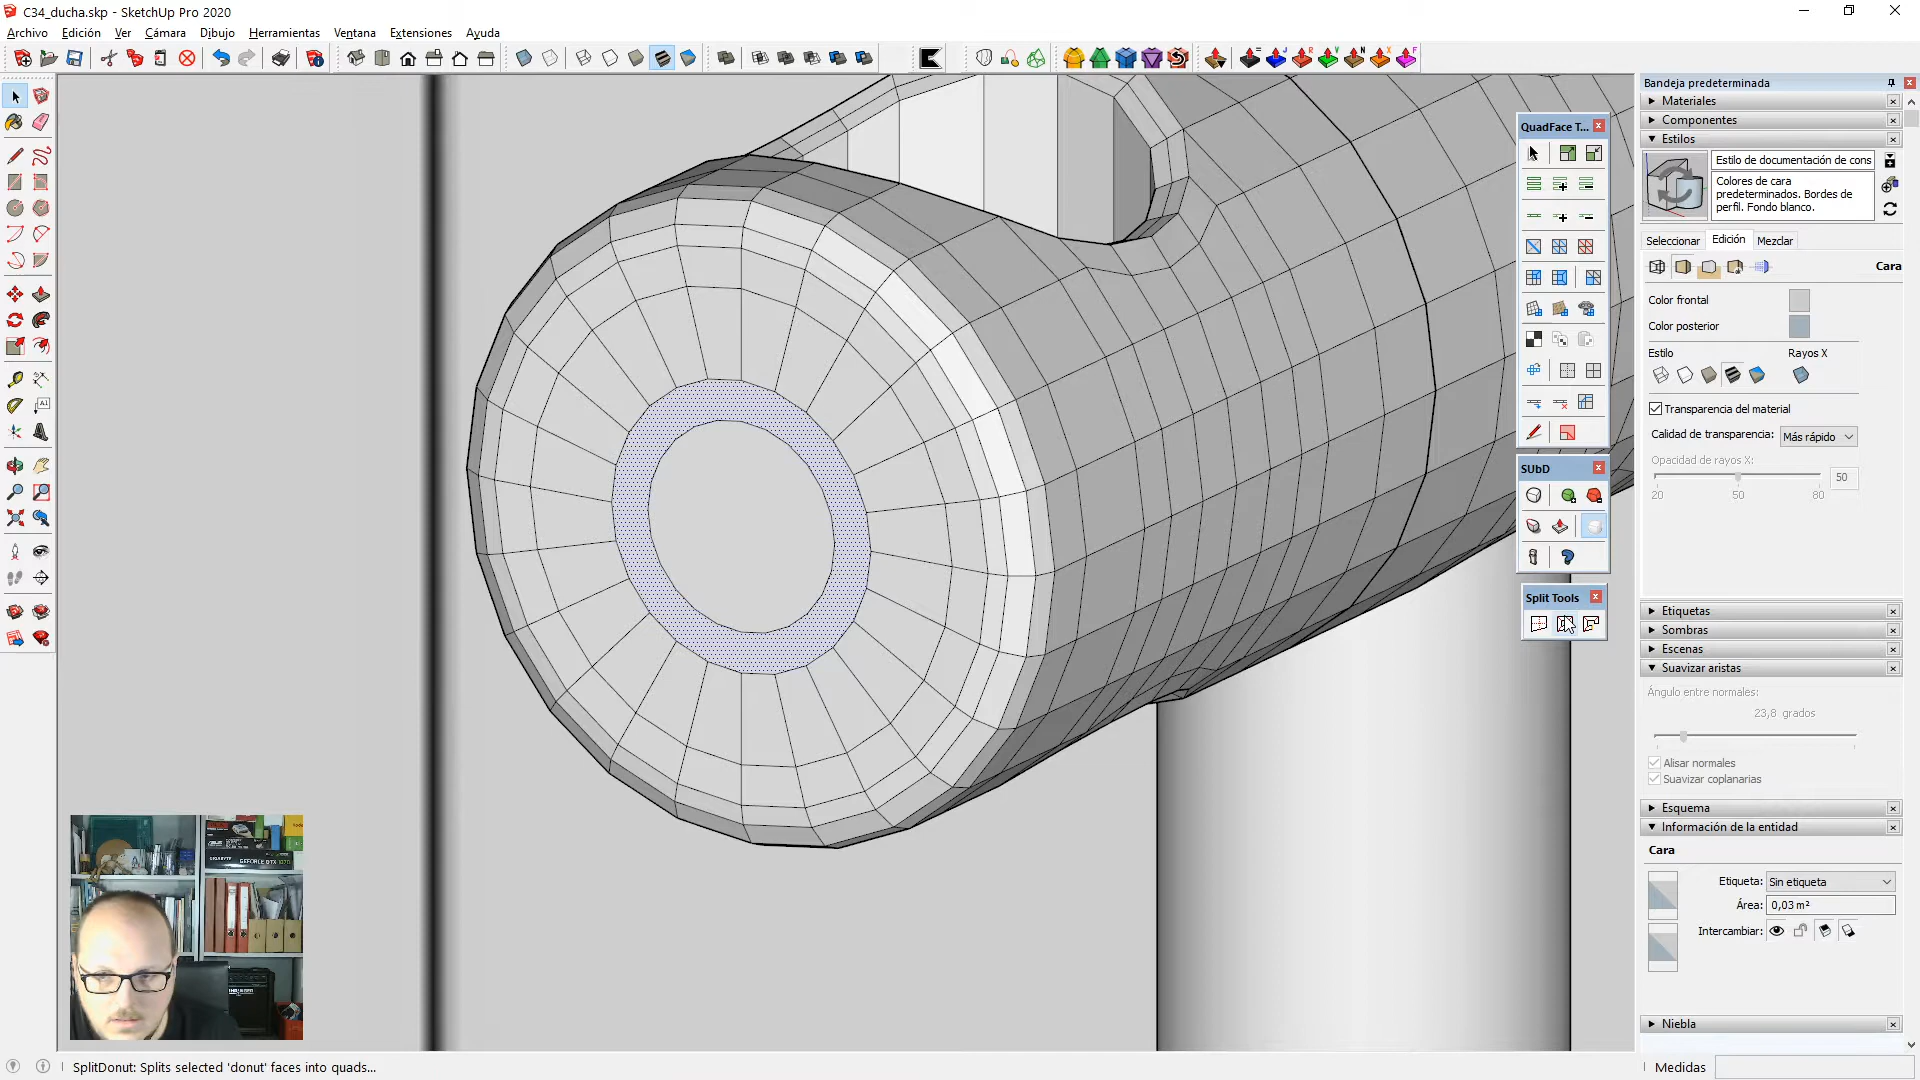 C34_ducha.skp - SketchUp Pro 2020
Archivo Edición Ver Cámara Dibujo Herramientas Ventana Extensiones Ayuda
Bandeja predeterminada
Materiales
Componentes
Estilos
Estilo de documentación de cons
Colores de cara
predeterminados. Bordes de
perfil. Fondo blanco.
Seleccionar Edición Mezclar
Cara
Color frontal
Color posterior
Estilo Rayos X
Transparencia del material
Calidad de transparencia: Más rápido
Opacidad de rayos X: 50
20 50 80
Etiquetas
Sombras
Escenas
Suavizar aristas
Ángulo entre normales:
23,8 grados
Alisar normales
Suavizar coplanarias
Esquema
Información de la entidad
Cara
Etiqueta: Sin etiqueta
Área: 0,03 m²
Intercambiar:
Niebla
QuadFace T...
SUbD
Split Tools
GIGABYTE GEFORCE GTX 1070
SplitDonut: Splits selected 'donut' faces into quads...
Medidas